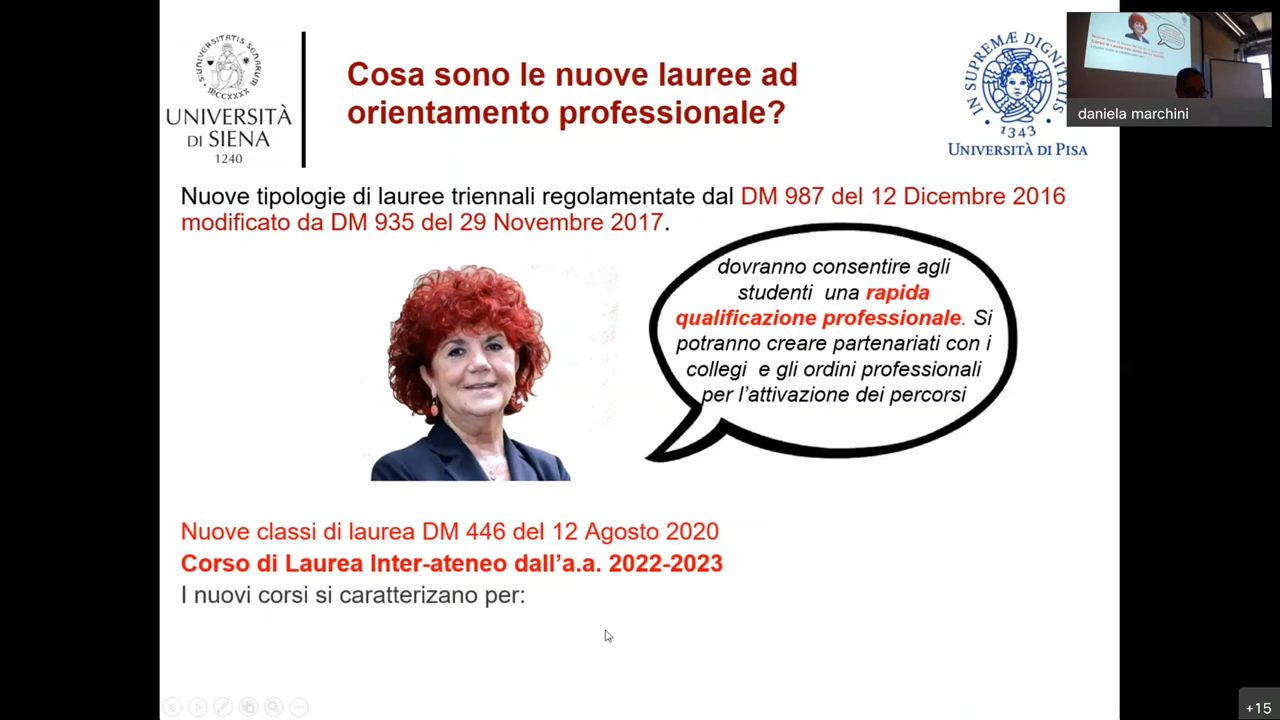 S·UNIVERSITATIS SENARUM
MCCXXXX
UNIVERSITÀ
DI SIENA
1240
Cosa sono le nuove lauree ad
orientamento professionale?
IN SUPREMÆ DIGNITATIS
·1343·
UNIVERSITÀ DI PISA
daniela marchini
Nuove tipologie di lauree triennali regolamentate dal DM 987 del 12 Dicembre 2016
modificato da DM 935 del 29 Novembre 2017.
dovranno consentire agli
studenti una rapida
qualificazione professionale. Si
potranno creare partenariati con i
collegi e gli ordini professionali
per l'attivazione dei percorsi
Nuove classi di laurea DM 446 del 12 Agosto 2020
Corso di Laurea Inter-ateneo dall'a.a. 2022-2023
I nuovi corsi si caratterizano per:
+15